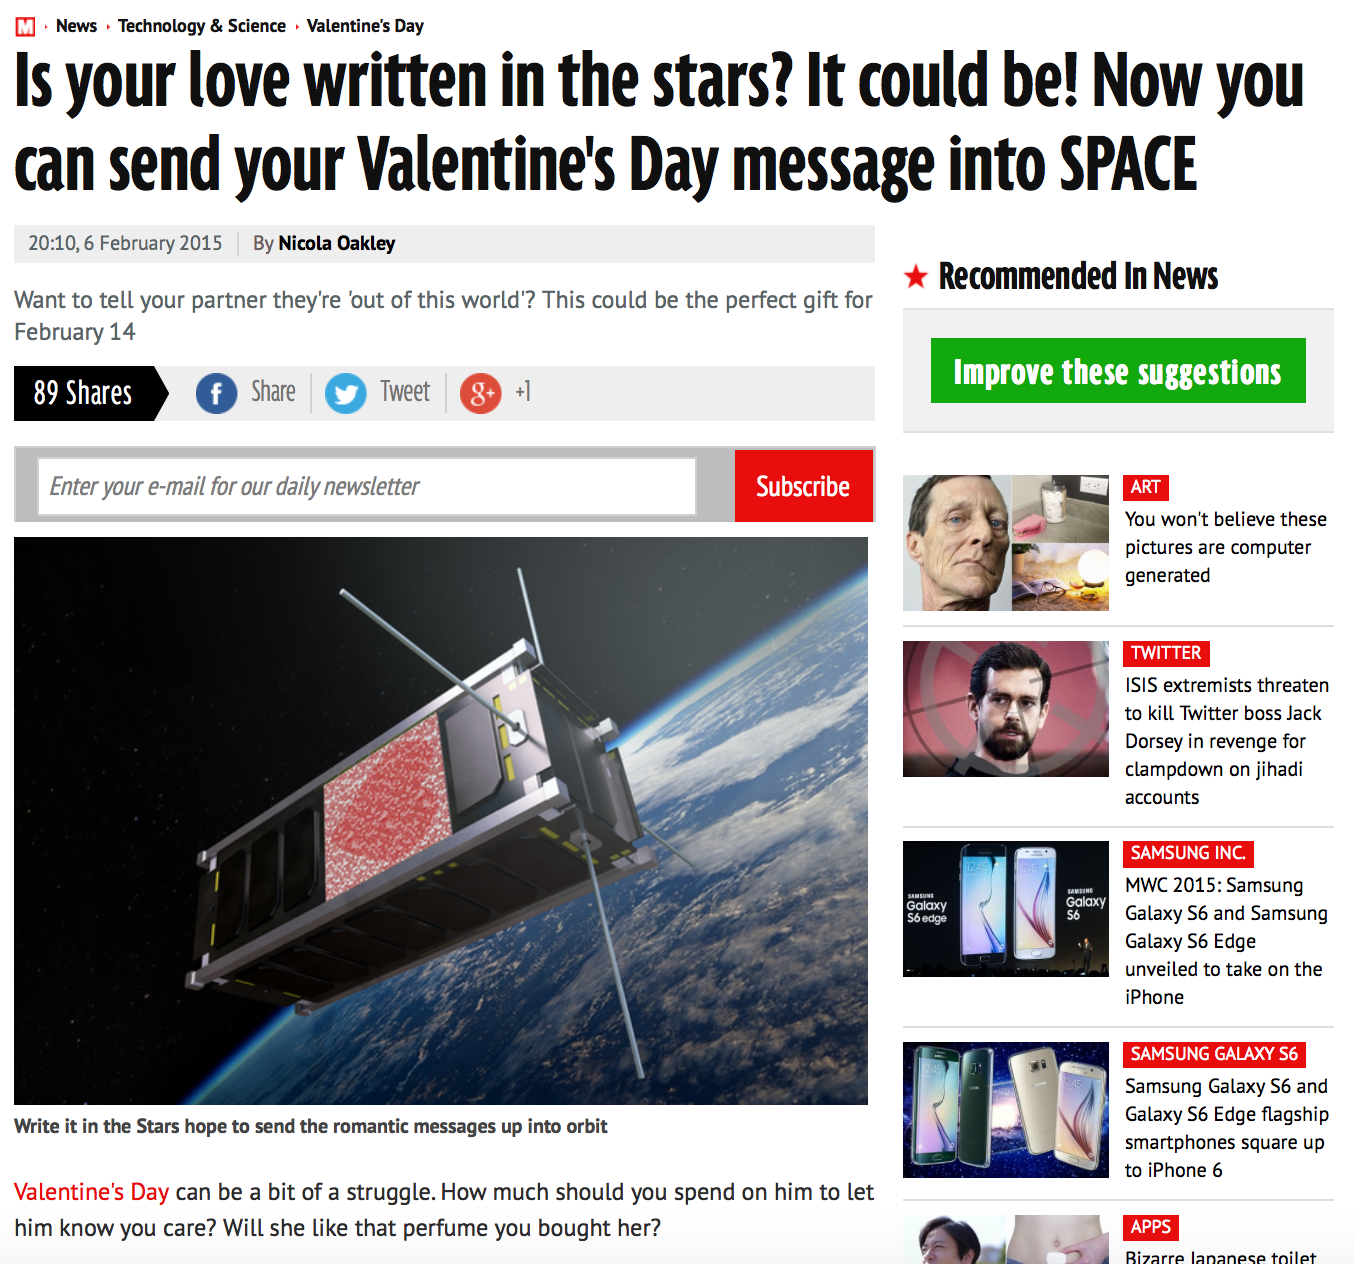 M News Technology & Science Valentine's Day
Is your love written in the stars? It could be! Now you
can send your Valentine's Day message into SPACE
20:10, 6 February 2015 By Nicola Oakley
Want to tell your partner they're 'out of this world'? This could be the perfect gift for
February 14
89 Shares f Share Tweet g+ +1
Enter your e-mail for our daily newsletter Subscribe
Write it in the Stars hope to send the romantic messages up into orbit
Valentine's Day can be a bit of a struggle. How much should you spend on him to let
him know you care? Will she like that perfume you bought her?
Recommended In News
Improve these suggestions
ART
You won't believe these
pictures are computer
generated
TWITTER
ISIS extremists threaten
to kill Twitter boss Jack
Dorsey in revenge for
clampdown on jihadi
accounts
SAMSUNG
Galaxy
S6 edge
12:45
SAMSUNG
Galaxy
S6
SAMSUNG INC.
MWC 2015: Samsung
Galaxy S6 and Samsung
Galaxy S6 Edge
unveiled to take on the
iPhone
12:45
12:45
SAMSUNG GALAXY S6
Samsung Galaxy S6 and
Galaxy S6 Edge flagship
smartphones square up
to iPhone 6
APPS
Bizarre Japanese toilet